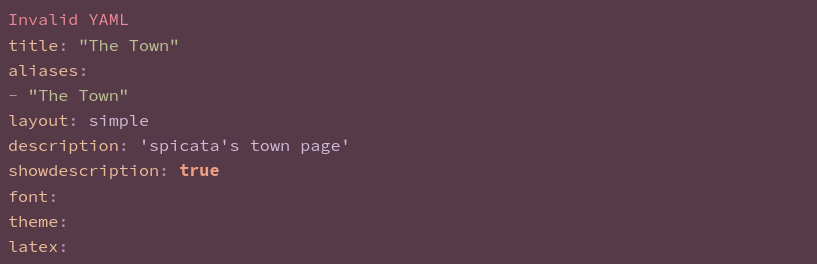 Invalid YAML
title: "The Town"
aliases:
- "The Town"
layout: simple
description: 'spicata's town page'
showdescription: true
font:
theme:
latex: